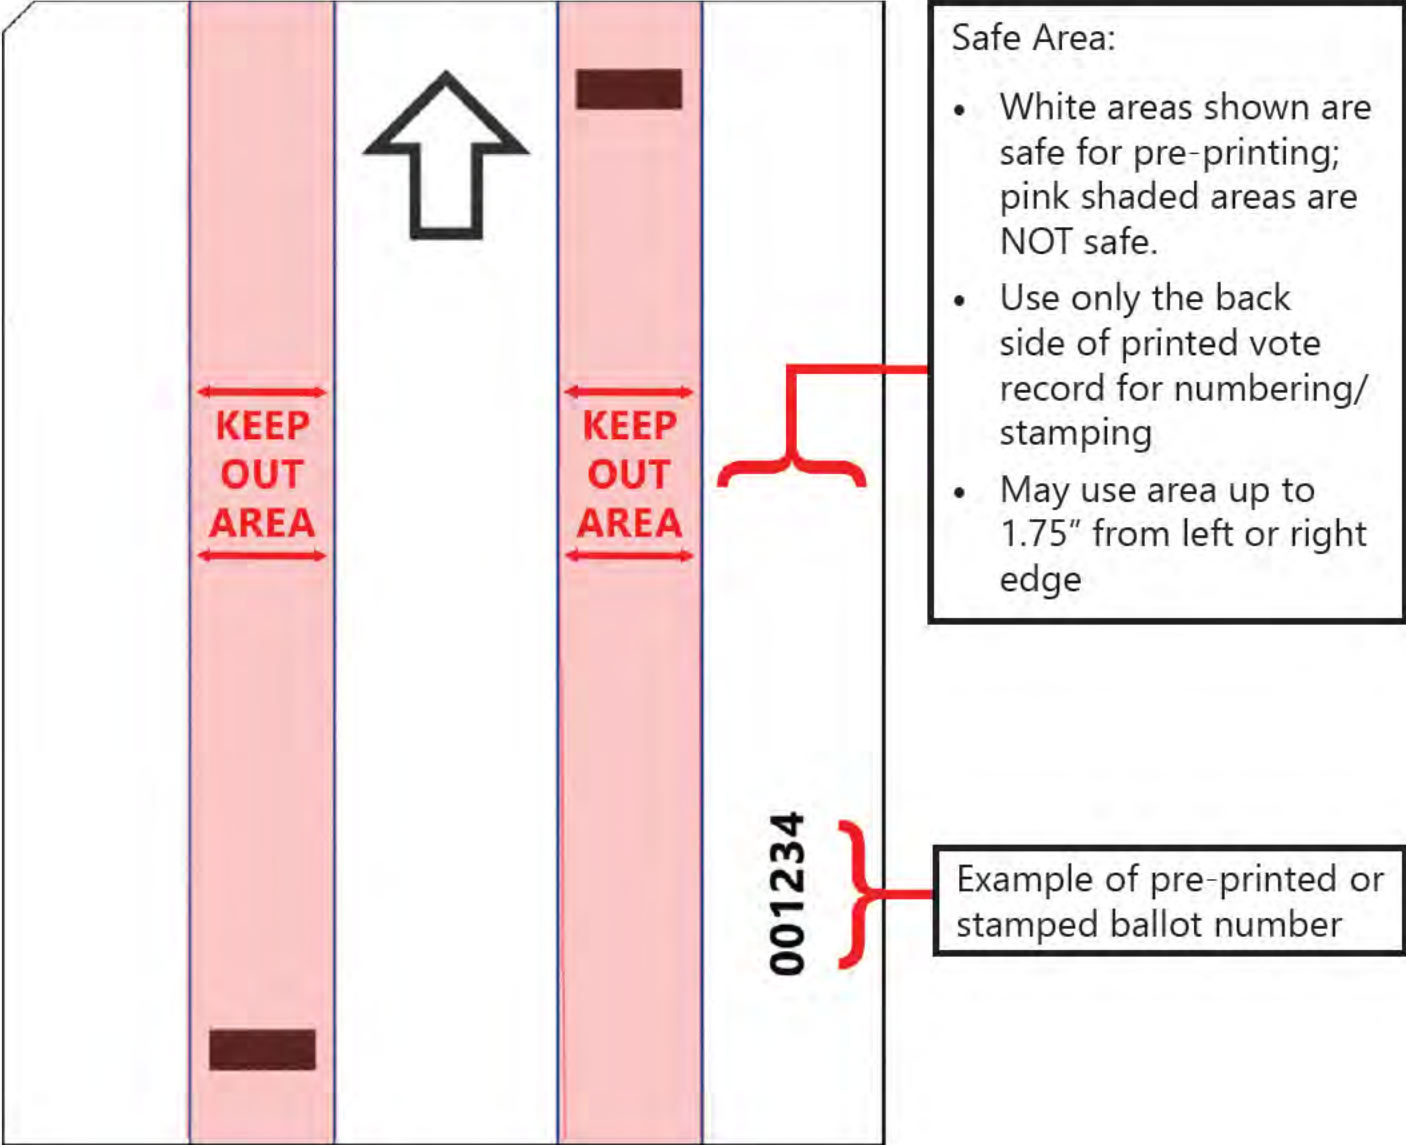 KEEP
OUT
AREA
KEEP
OUT
AREA
001234
Safe Area:
• White areas shown are
safe for pre-printing;
pink shaded areas are
NOT safe.
• Use only the back
side of printed vote
record for numbering/
stamping
• May use area up to
1.75” from left or right
edge
Example of pre-printed or
stamped ballot number